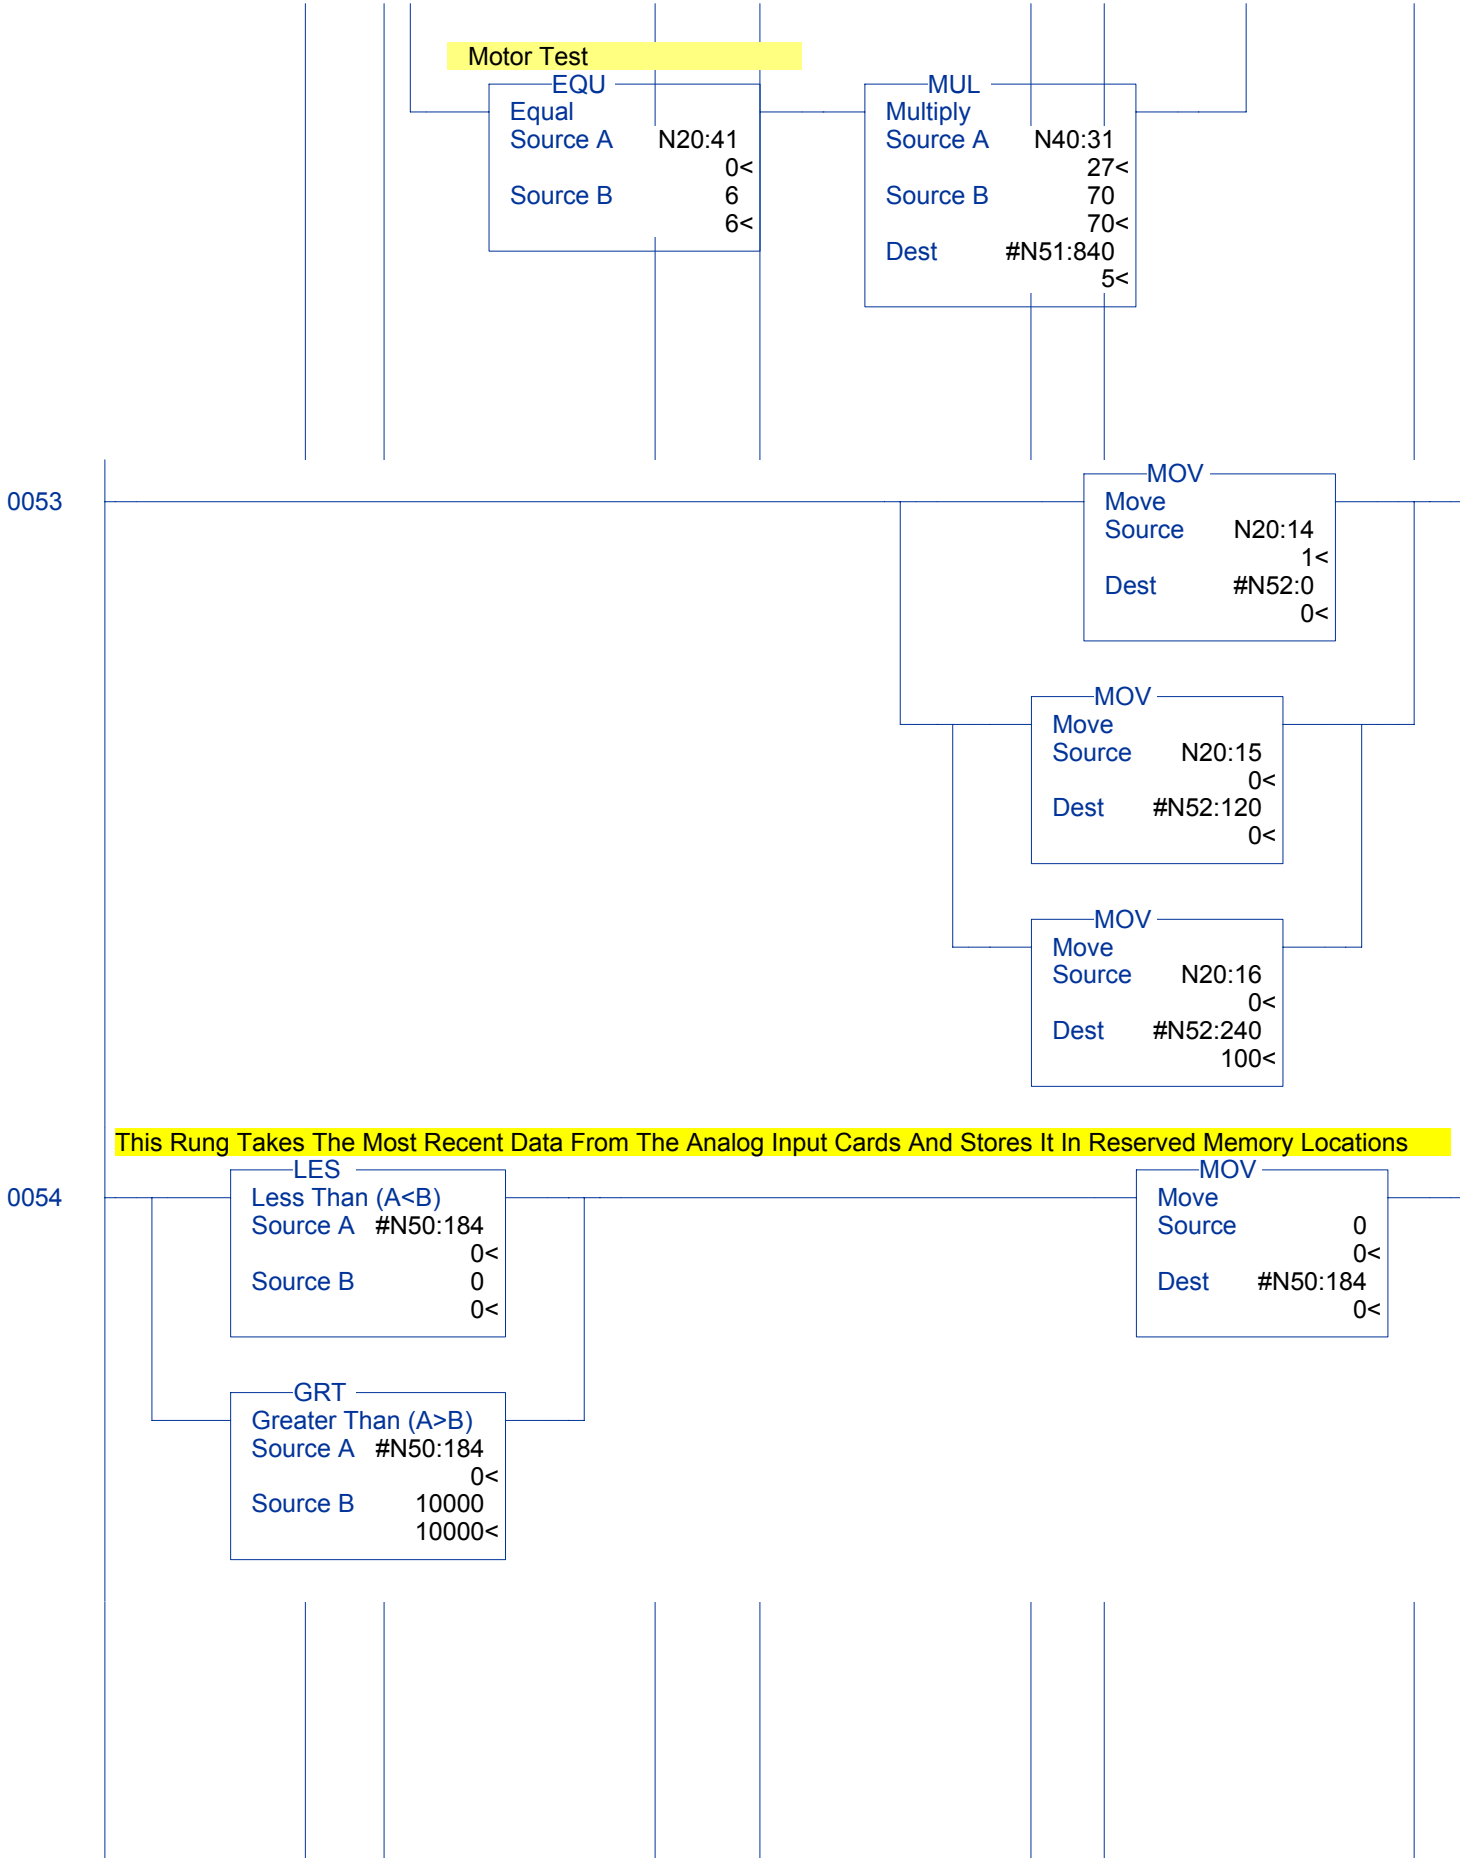 Motor Test
EQU
Equal
Source A N20:41
0<
Source B 6
6<
MUL
Multiply
Source A N40:31
27<
Source B 70
70<
Dest #N51:840
5<
0053
MOV
Move
Source N20:14
1<
Dest #N52:0
0<
MOV
Move
Source N20:15
0<
Dest #N52:120
0<
MOV
Move
Source N20:16
0<
Dest #N52:240
100<
This Rung Takes The Most Recent Data From The Analog Input Cards And Stores It In Reserved Memory Locations
0054
LES
Less Than (A<B)
Source A #N50:184
0<
Source B 0
0<
MOV
Move
Source 0
0<
Dest #N50:184
0<
GRT
Greater Than (A>B)
Source A #N50:184
0<
Source B 10000
10000<